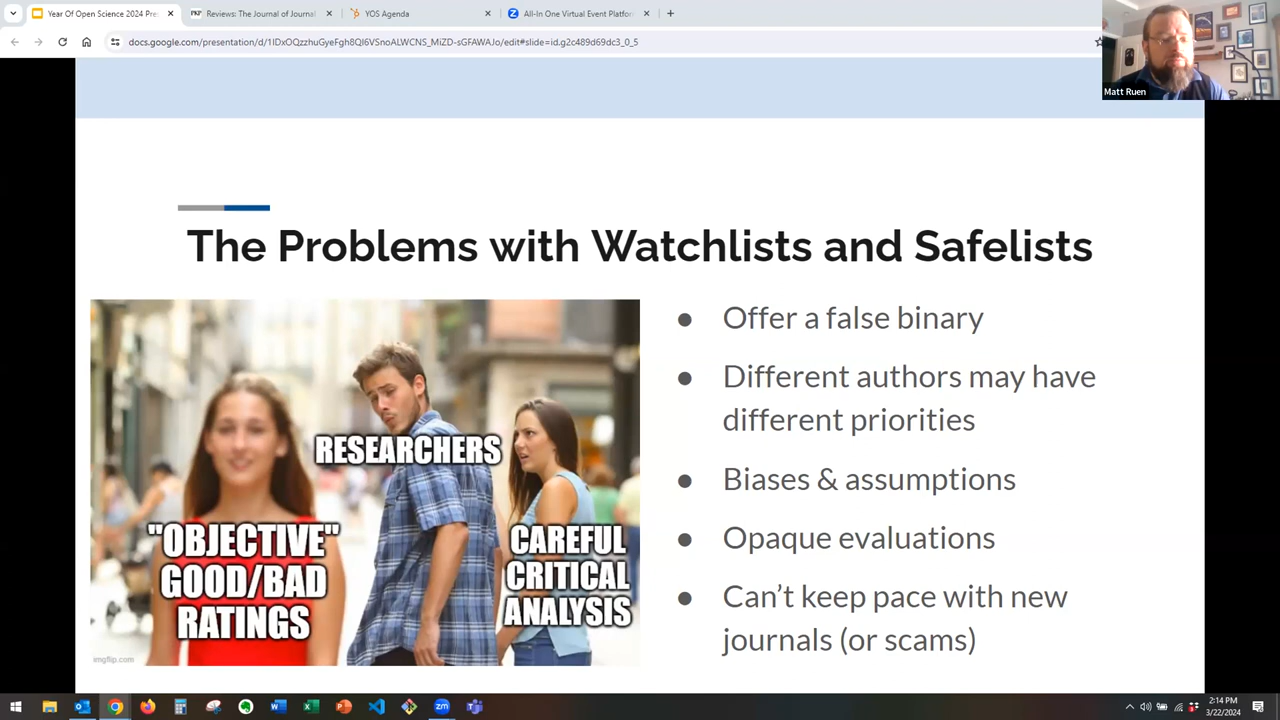 Year Of Open Science 2024 Pres
Reviews: The Journal of Journal
YOS Agenda
All-In One Virtual Event Platfor
docs.google.com/presentation/d/1IDxOQzzhuGyeFgh8QI6VSnoALWCNS_MiZD-sGFAWAJo/edit#slide=id.g2c489d69dc3_0_5
Matt Ruen
The Problems with Watchlists and Safelists
RESEARCHERS
"OBJECTIVE"
GOOD/BAD
RATINGS
CAREFUL
CRITICAL
ANALYSIS
imgflip.com
● Offer a false binary
● Different authors may have
different priorities
● Biases & assumptions
● Opaque evaluations
● Can’t keep pace with new
journals (or scams)
2:14 PM
3/22/2024